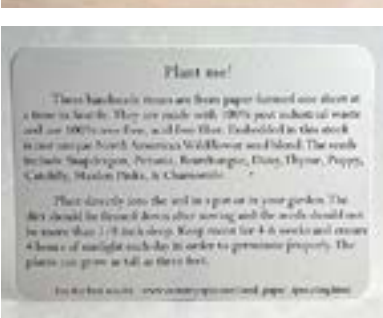 Plant me!
These handmade are from paper formed one sheet at
a time in Seattle. They are made with 100% post industrial waste
and are 100% tree free, acid free fiber. Embedded in this stock
is our unique North American Wildflower seed blend. The seeds
include Snapdragon, Petunia, Daisy, Thyme, Poppy,
Catchfly, Maiden Pinks, & Chamomile.
Place directly into the soil in a pot or in your garden. The
dirt should be firmed down after sowing and the seeds should not
be more than 1/8 inch deep. Keep moist for 4-6 weeks and ensure
4 hours of sunlight each day in order to germinate properly. The
plants can grow as tall as three feet.